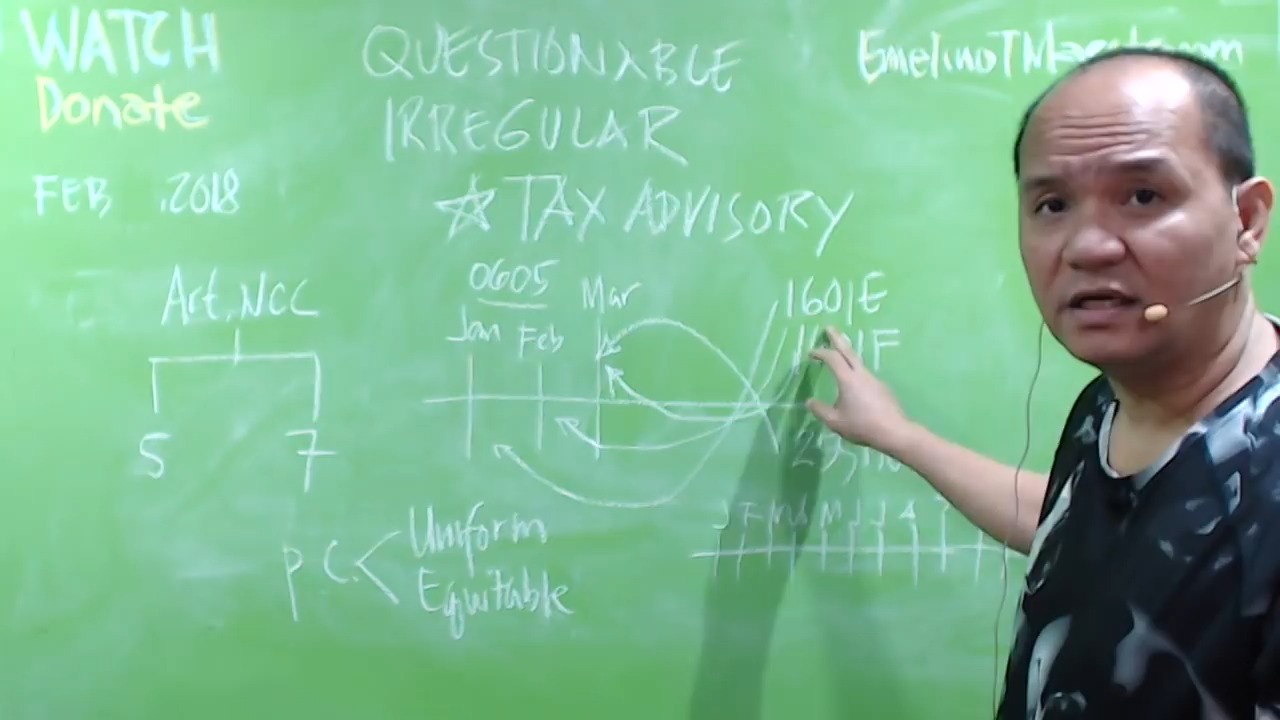 WATCH
Donate
FEB .2018
QUESTIONABLE
IRREGULAR
☆ TAX ADVISORY
Art. NCC
5 7
P C. < Uniform
Equitable
0605
Jan Feb Mar
1601E